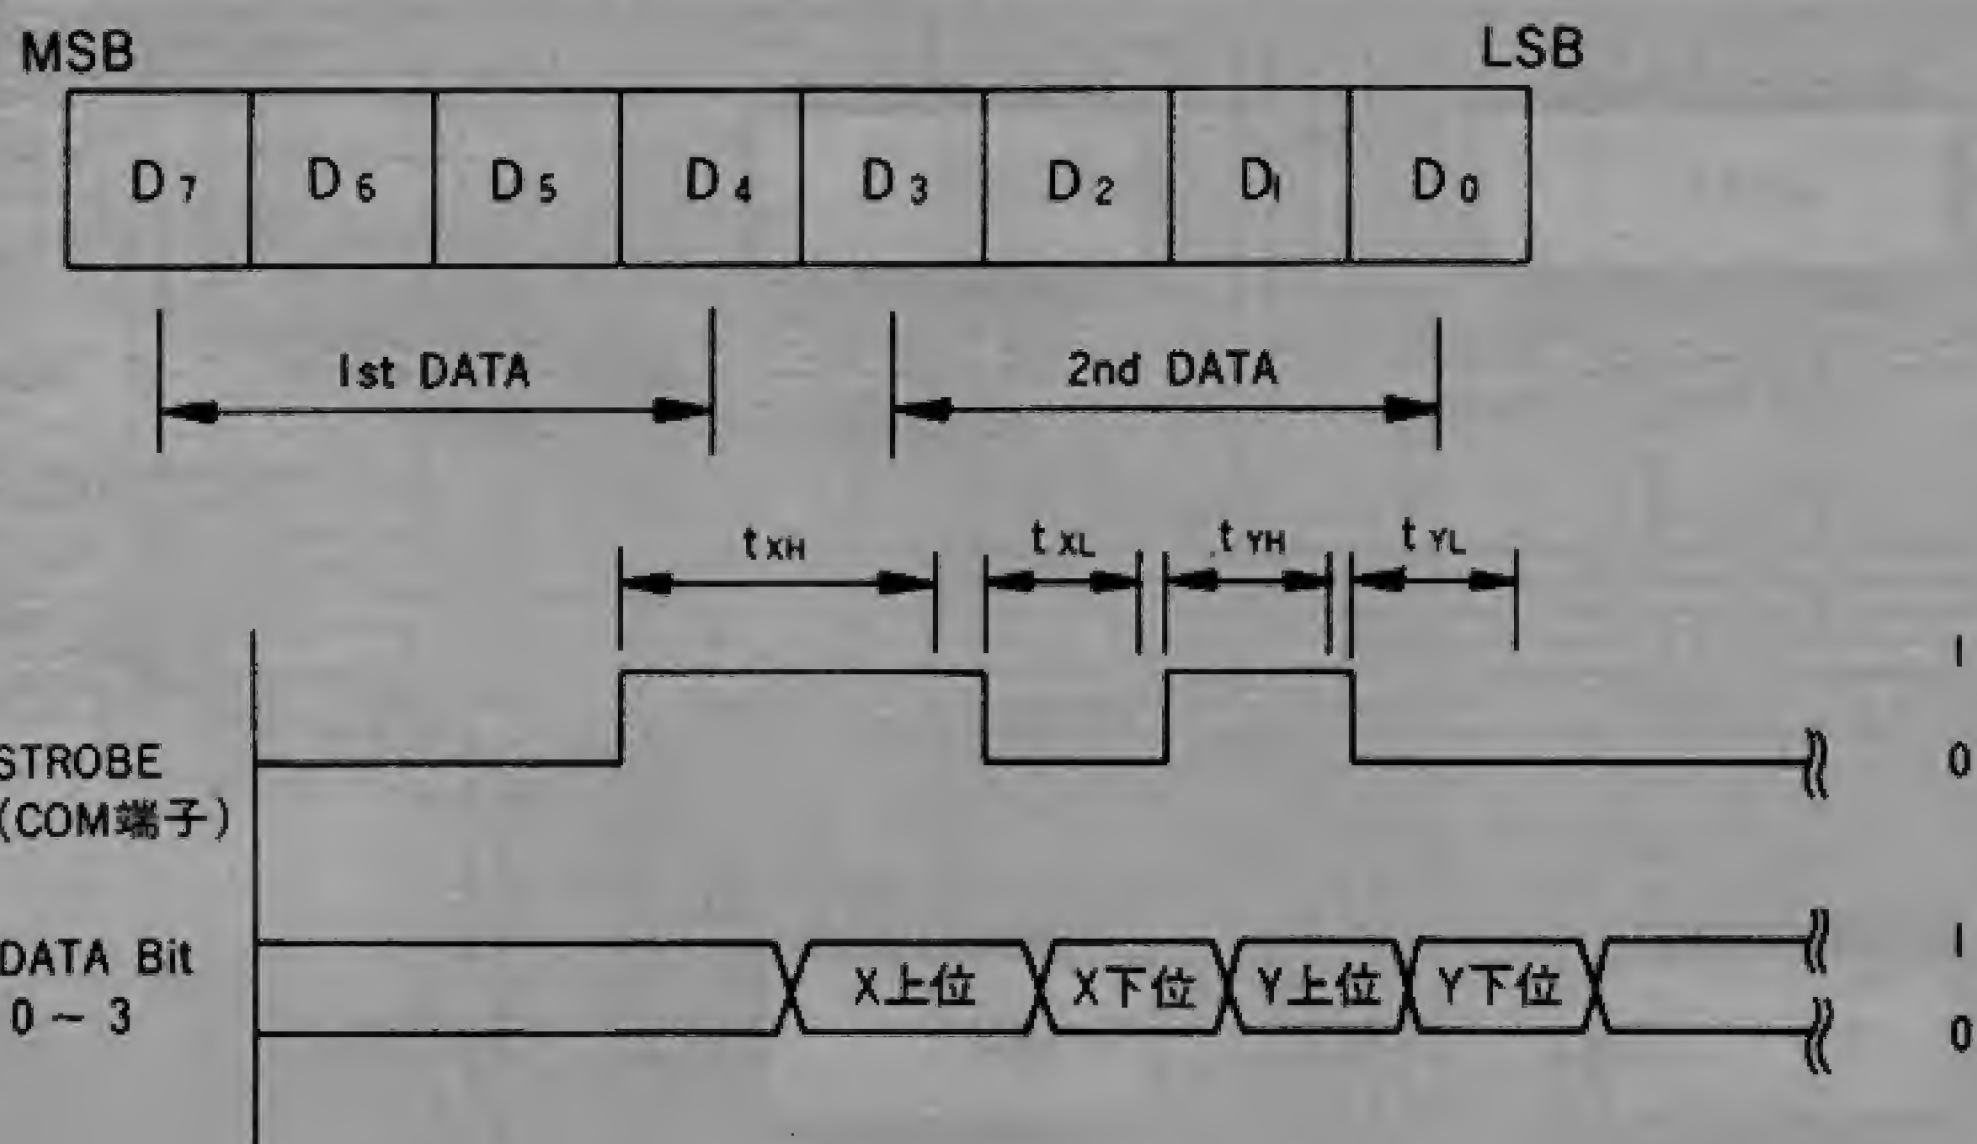 MSB LSB
D7 D6 D5 D4 D3 D2 D1 D0
1st DATA 2nd DATA
tXH tXL tYH tYL
1
STROBE 0
(COM端子)
DATA Bit 1
X上位 X下位 Y上位 Y下位
0~3 0